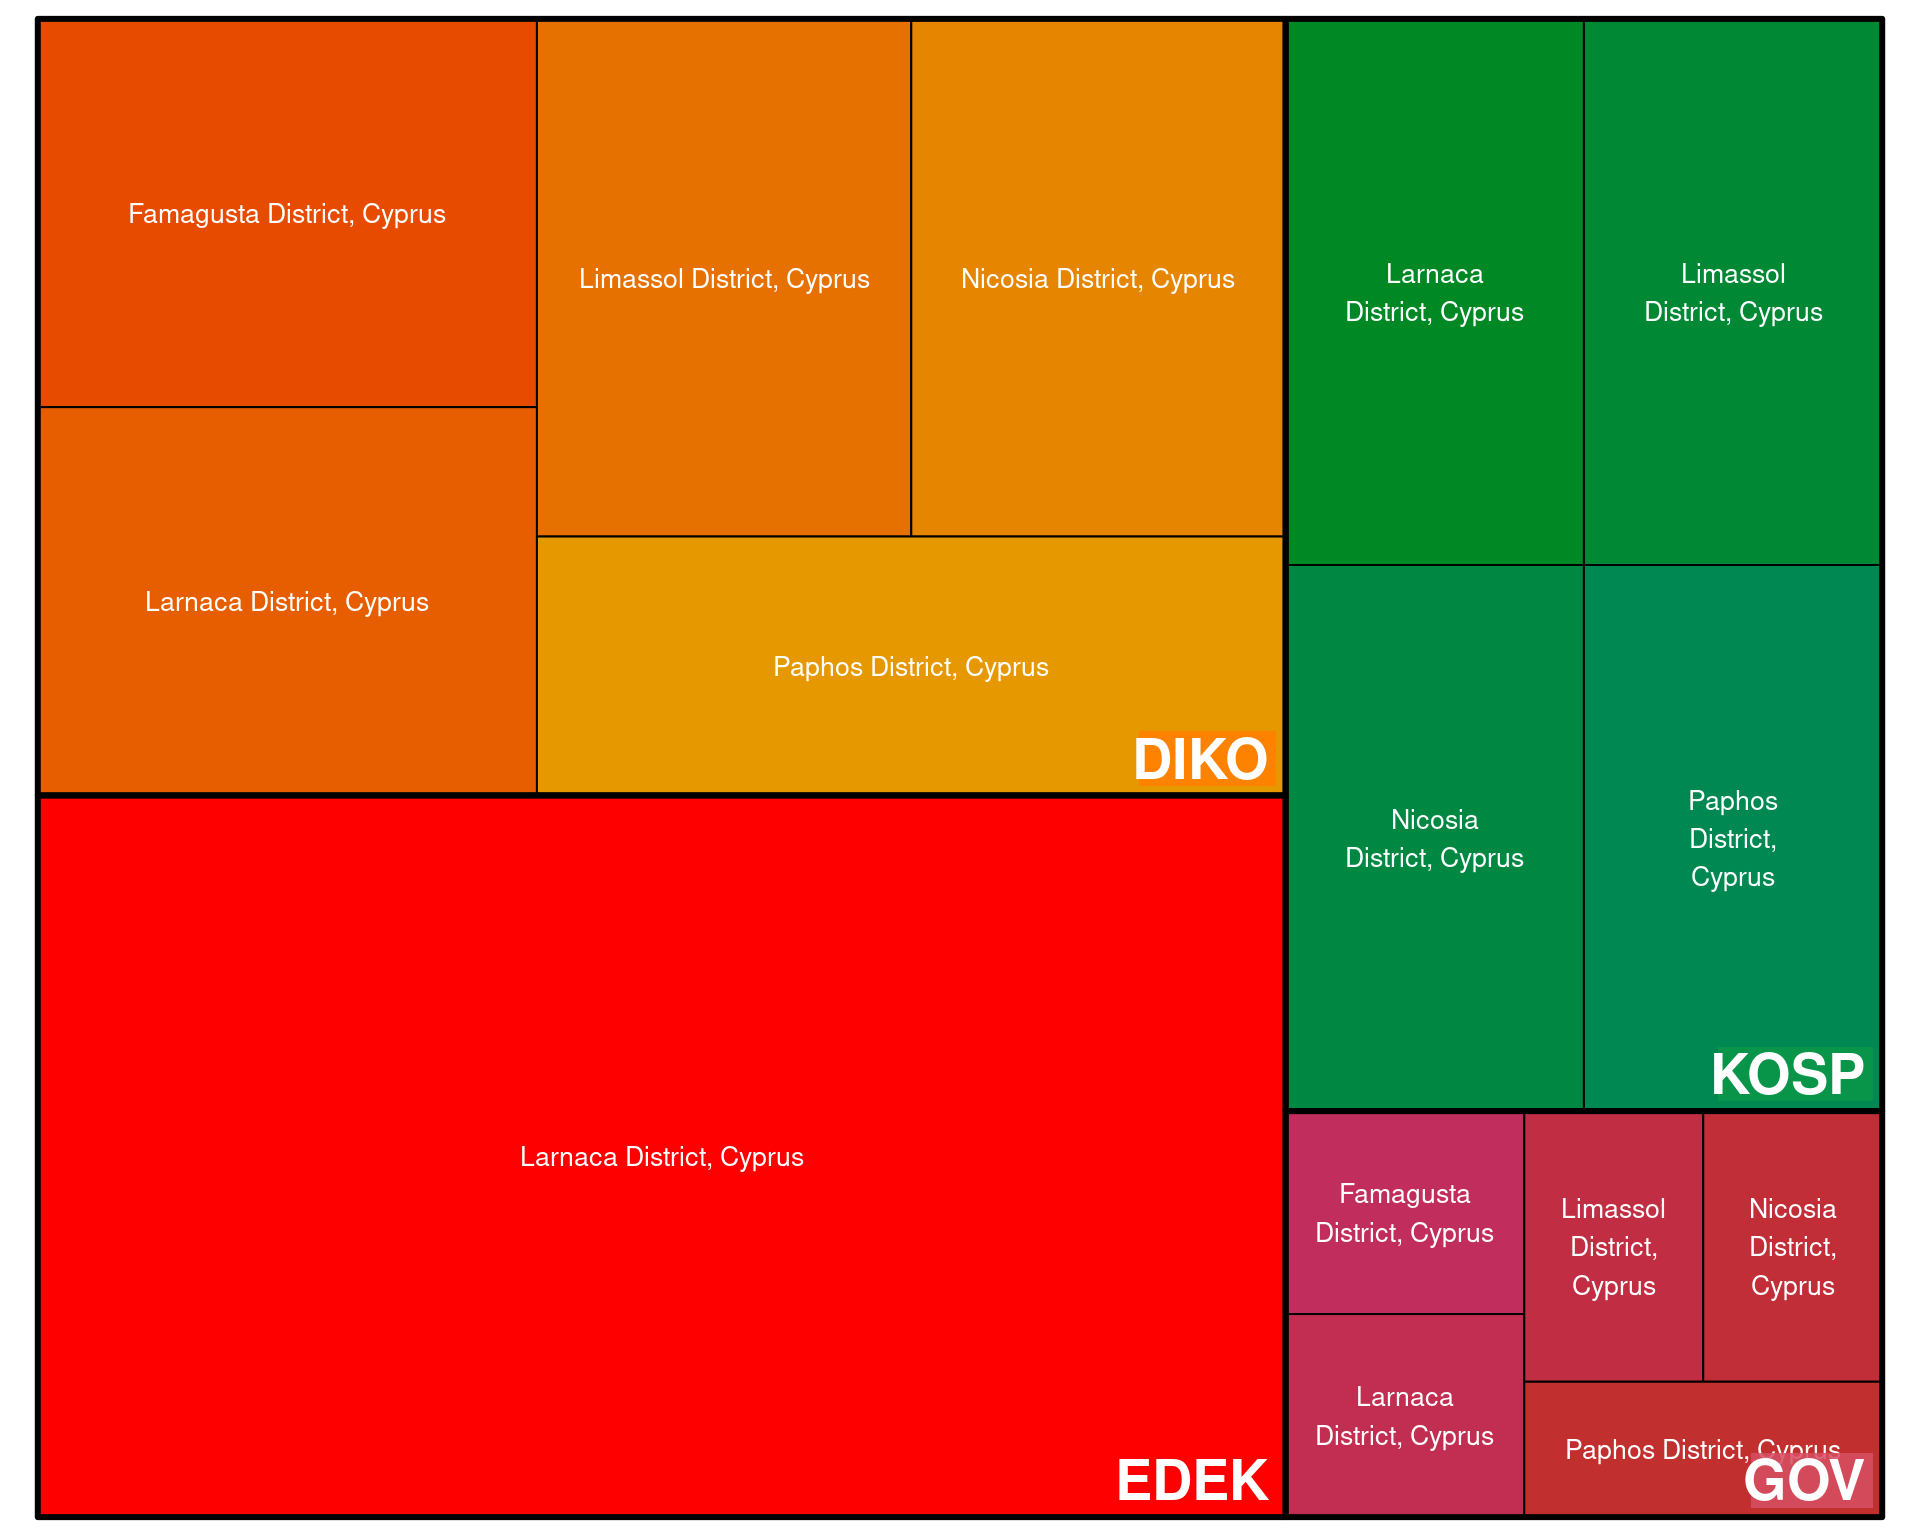 Famagusta District, Cyprus
Limassol District, Cyprus
Nicosia District, Cyprus
Larnaca District, Cyprus
Paphos District, Cyprus
DIKO
Larnaca District, Cyprus
EDEK
Larnaca
District, Cyprus
Limassol
District, Cyprus
Nicosia
District, Cyprus
Paphos
District,
Cyprus
KOSP
Famagusta
District, Cyprus
Limassol
District,
Cyprus
Nicosia
District,
Cyprus
Larnaca
District, Cyprus
Paphos District, Cyprus
GOV